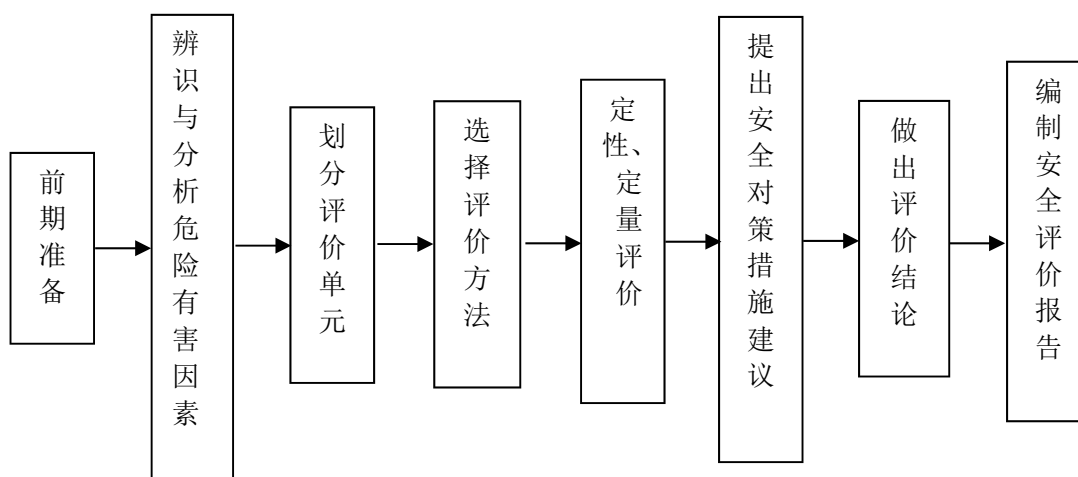 前期准备
辨识与分析危险有害因素
划分评价单元
选择评价方法
定性、定量评价
提出安全对策措施建议
做出评价结论
编制安全评价报告